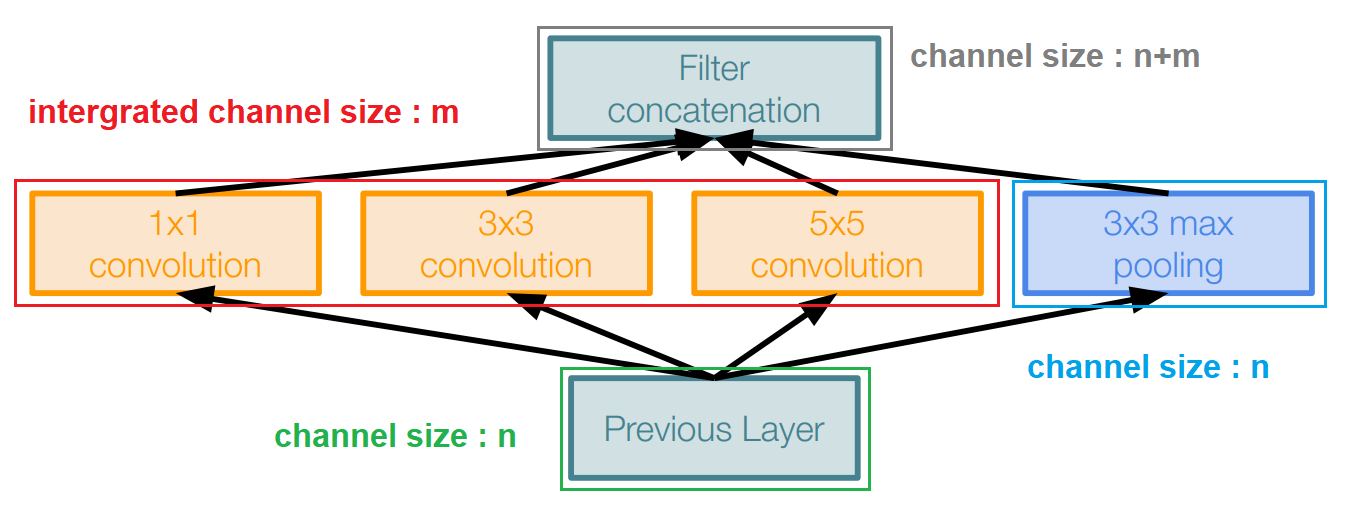 Filter
concatenation
channel size : n+m
intergrated channel size : m
1x1
convolution
3x3
convolution
5x5
convolution
3x3 max
pooling
channel size : n
Previous Layer
channel size : n